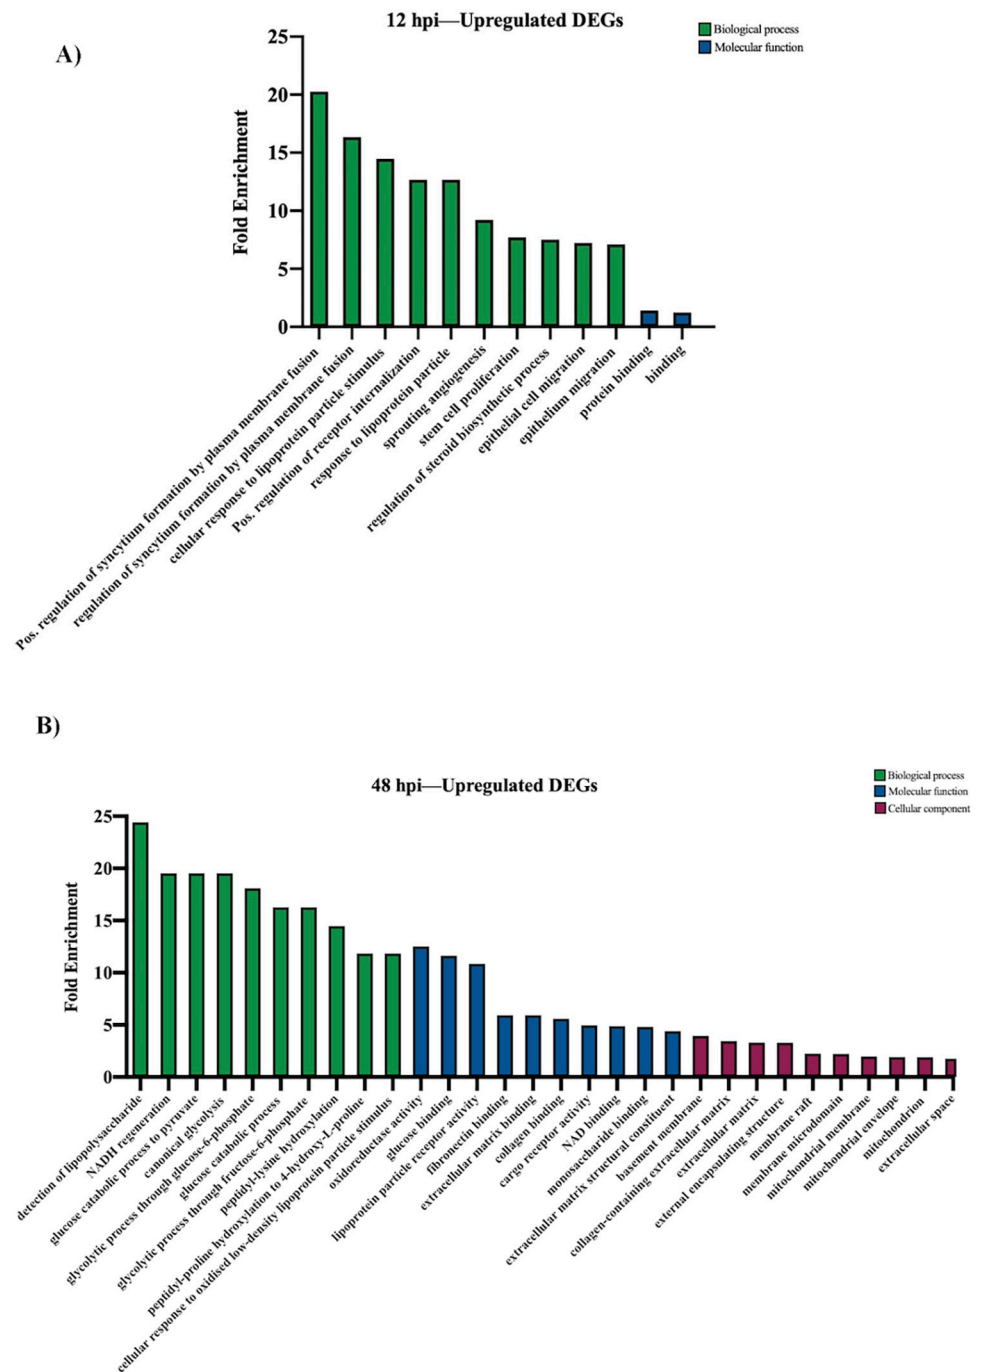 A)
12 hpi—Upregulated DEGs
Biological process
Molecular function
Fold Enrichment
25
20
15
10
5
0
Pos. regulation of syncytium formation by plasma membrane fusion
regulation of syncytium formation by plasma membrane fusion
cellular response to lipoprotein particle stimulus
Pos. regulation of receptor internalization
response to lipoprotein particle
sprouting angiogenesis
stem cell proliferation
regulation of steroid biosynthetic process
epithelial cell migration
epithelium migration
protein binding
binding
B)
48 hpi—Upregulated DEGs
Biological process
Molecular function
Cellular component
Fold Enrichment
25
20
15
10
5
0
detection of lipopolysaccharide
NADH regeneration
glucose catabolic process to pyruvate
canonical glycolysis
glycolytic process through glucose-6-phosphate
glucose catabolic process
glycolytic process through fructose-6-phosphate
peptidyl-lysine hydroxylation
peptidyl-proline hydroxylation to 4-hydroxy-L-proline
cellular response to oxidised low-density lipoprotein particle stimulus
oxidoreductase activity
glucose binding
lipoprotein particle receptor activity
fibronectin binding
extracellular matrix binding
collagen binding
cargo receptor activity
NAD binding
monosaccharide binding
extracellular matrix structural constituent
basement membrane
collagen-containing extracellular matrix
extracellular matrix
external encapsulating structure
membrane raft
membrane microdomain
mitochondrial membrane
mitochondrial envelope
mitochondrion
extracellular space